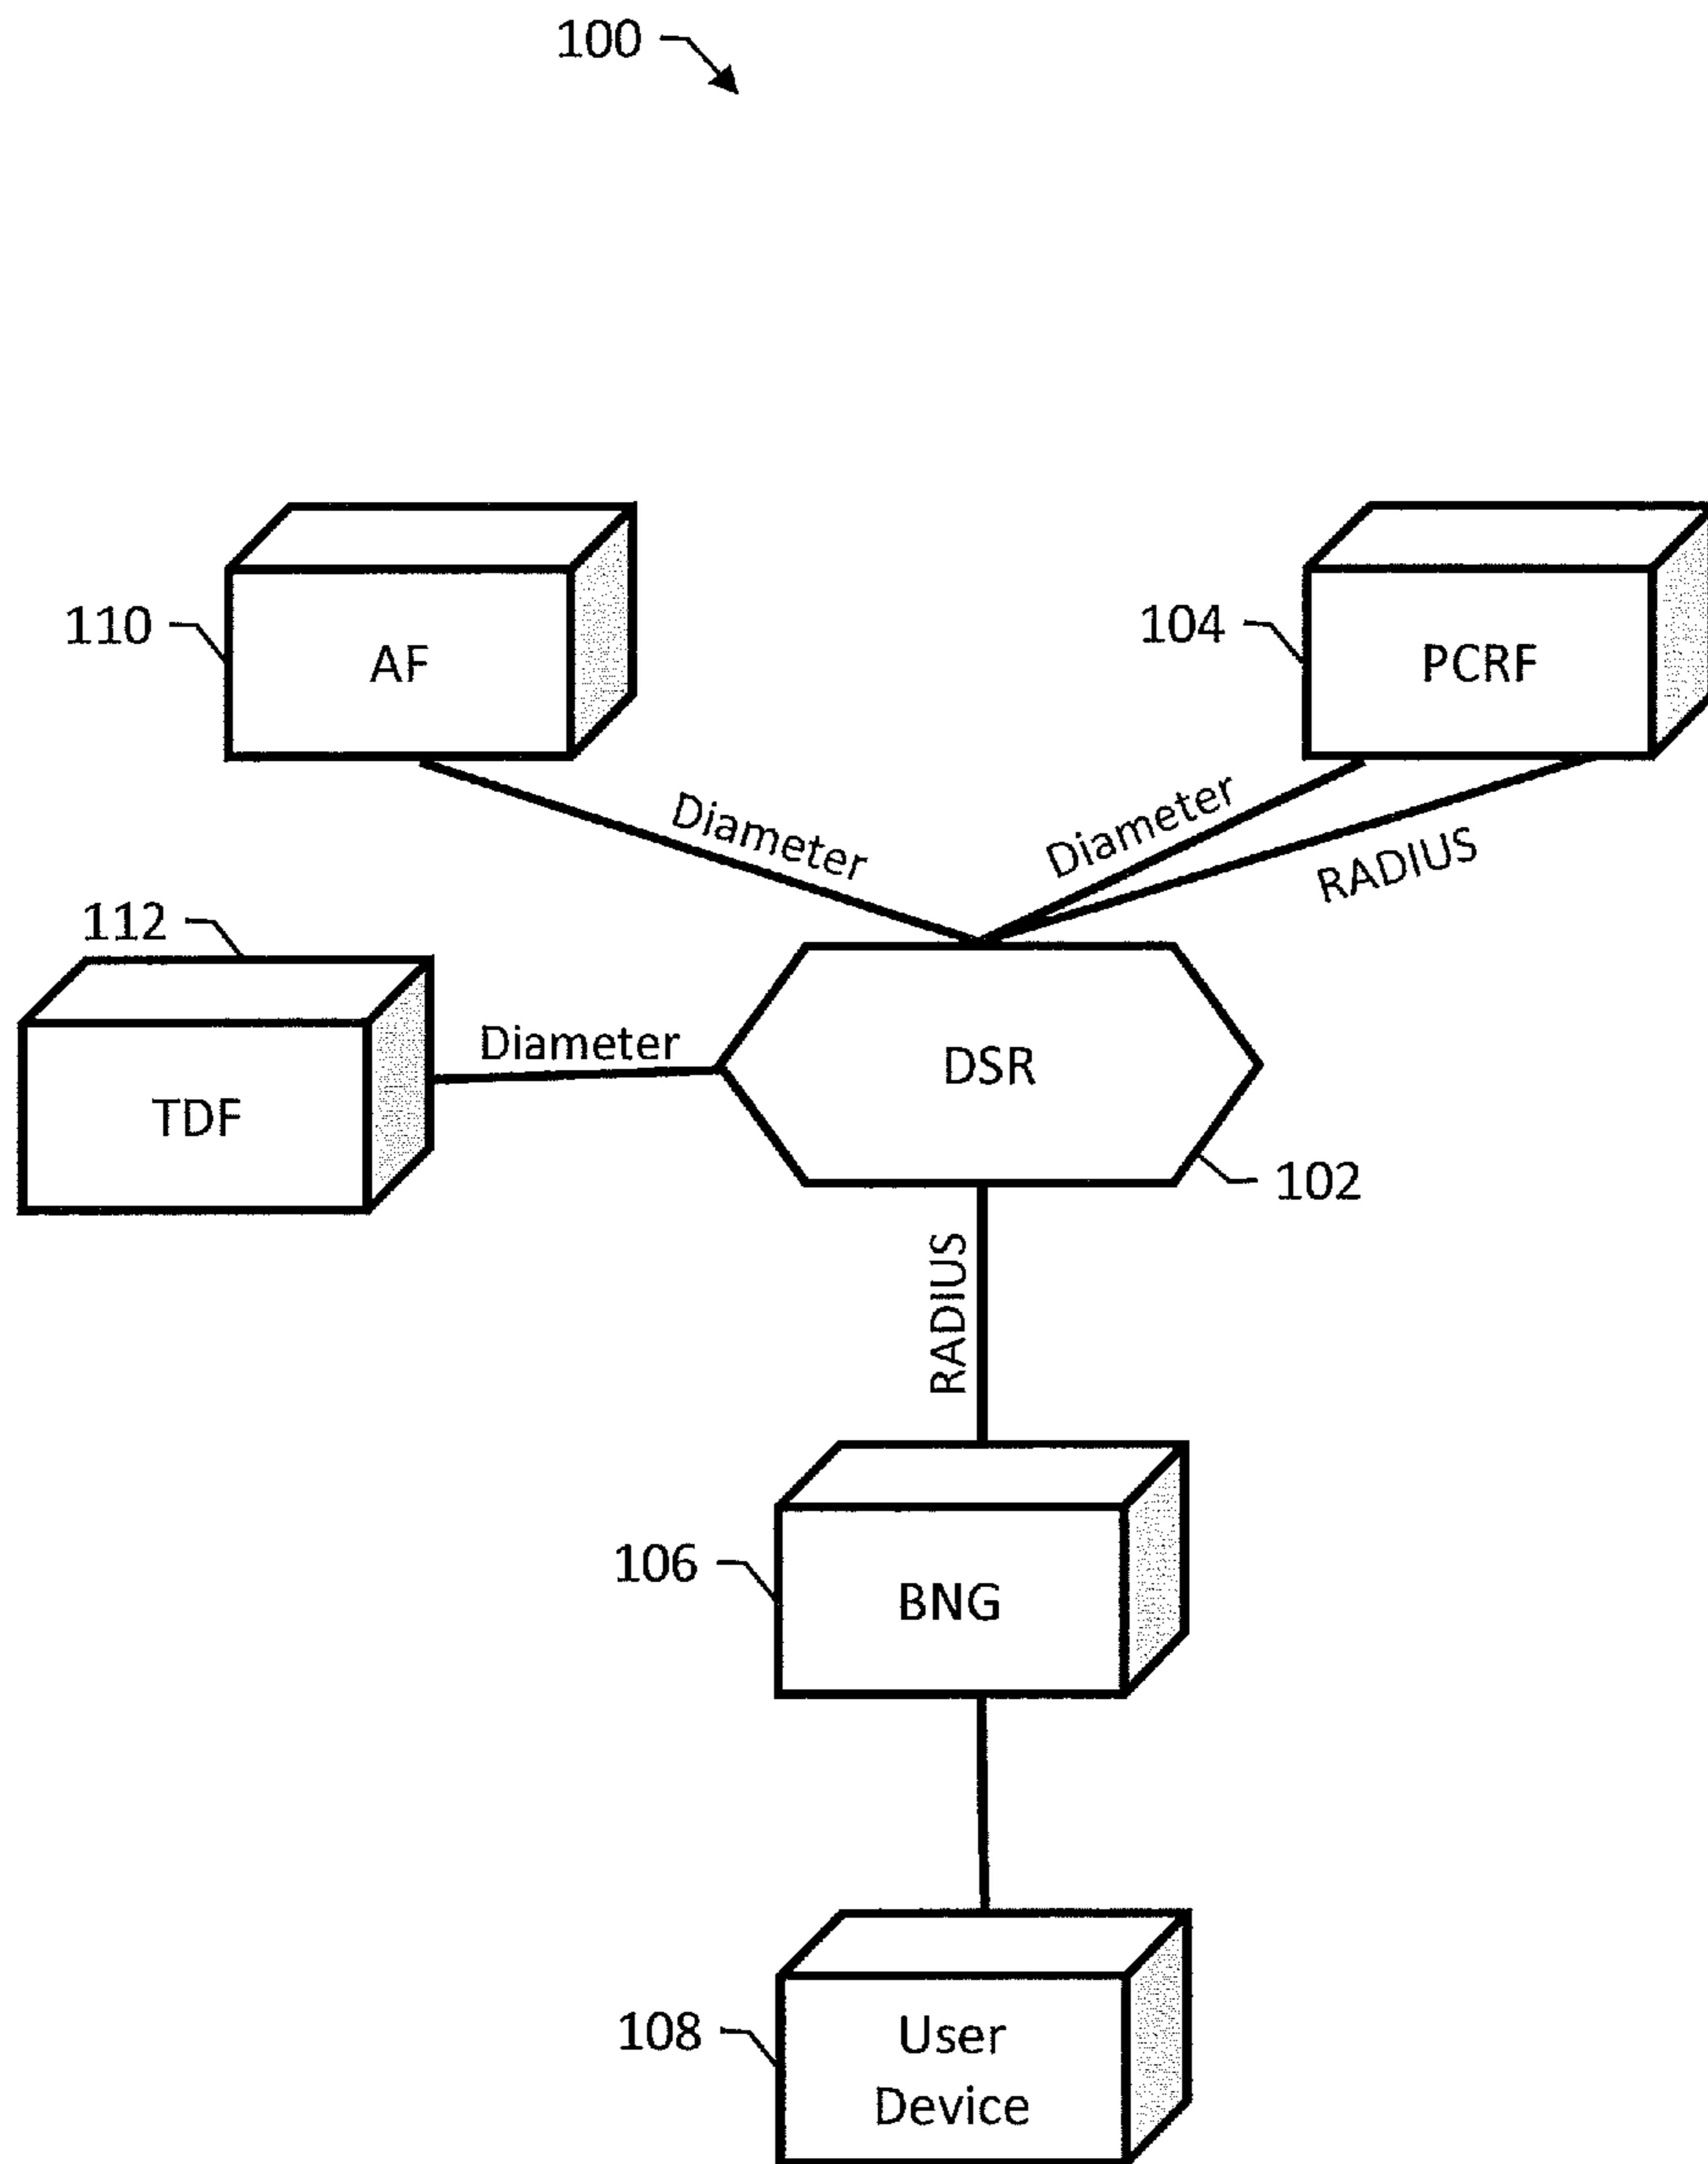 100
110
AF
104
PCRF
Diameter
Diameter
RADIUS
112
TDF
Diameter
DSR
102
RADIUS
106
BNG
108
User
Device